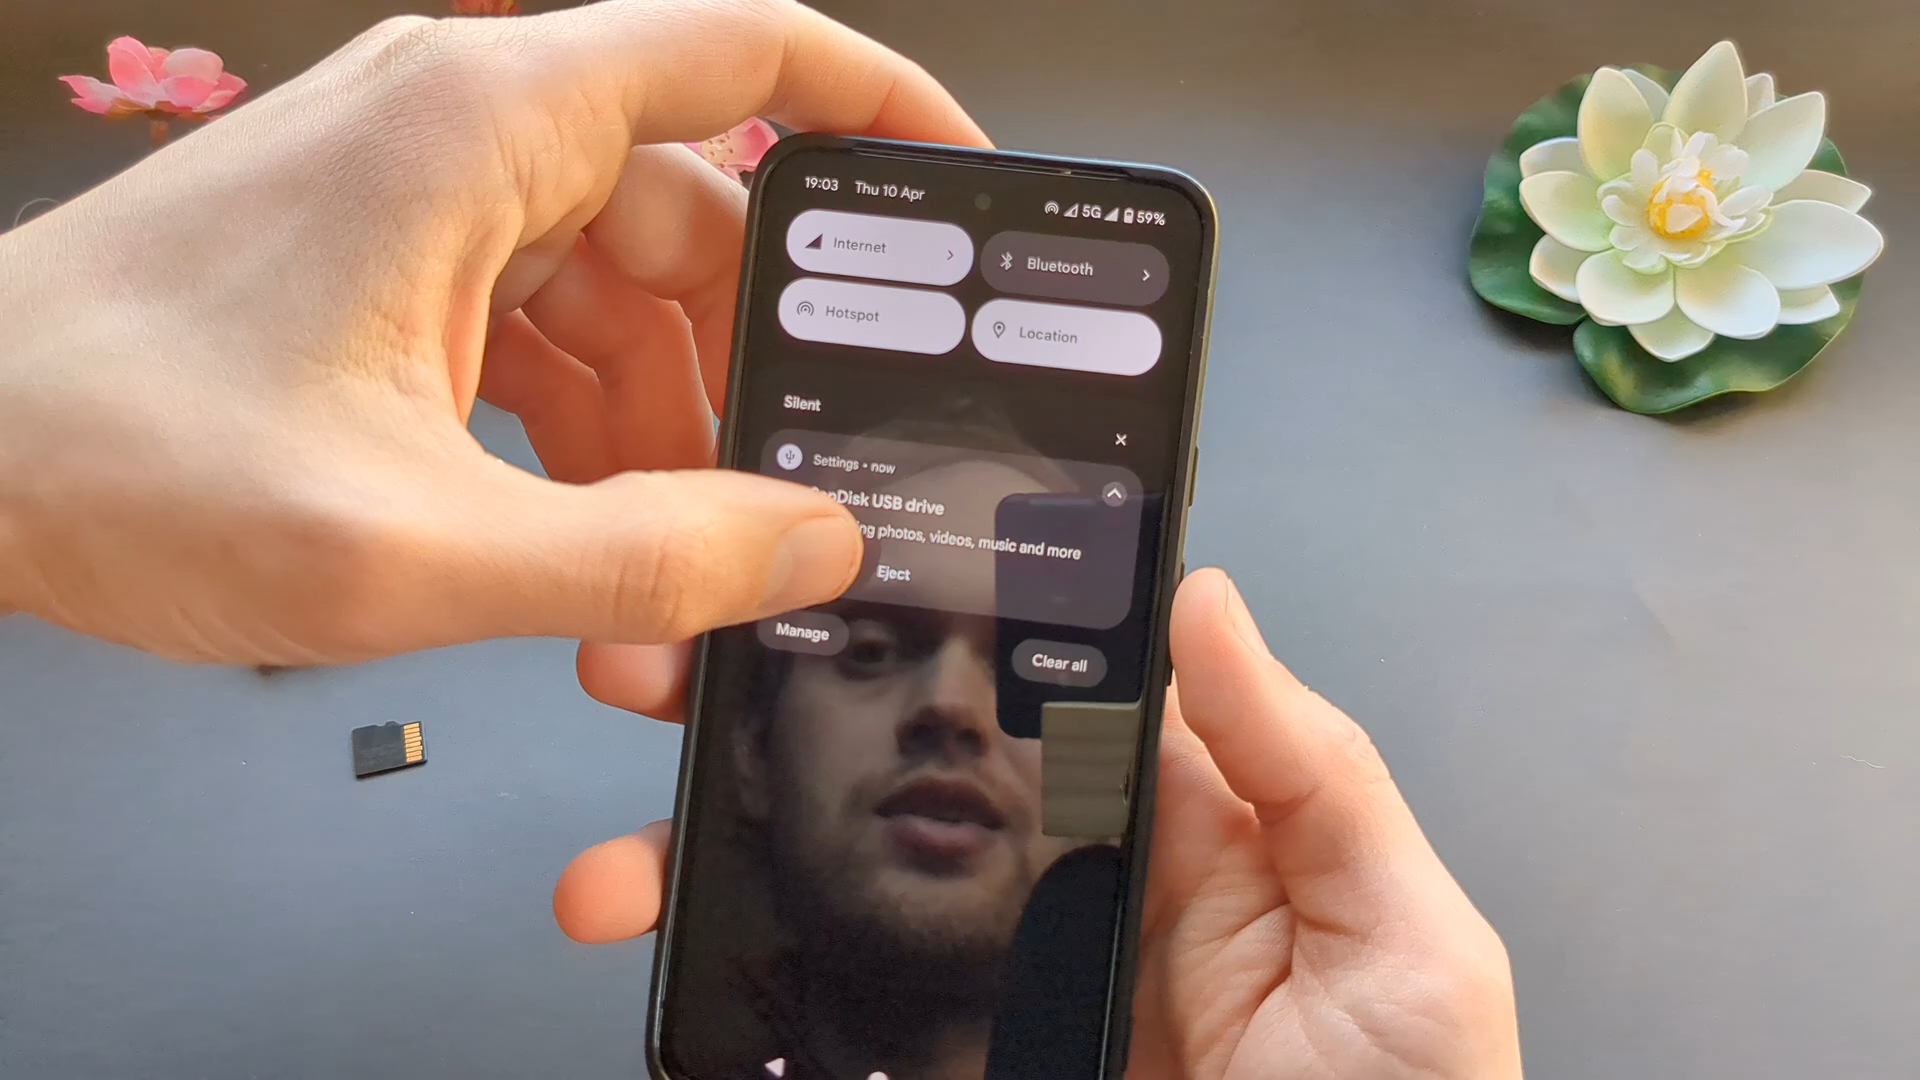 19:03 Thu 10 Apr 5G 59%
Internet Bluetooth
Hotspot Location
Silent
Settings • now
SanDisk USB drive
photos, videos, music and more
Eject
Manage
Clear all